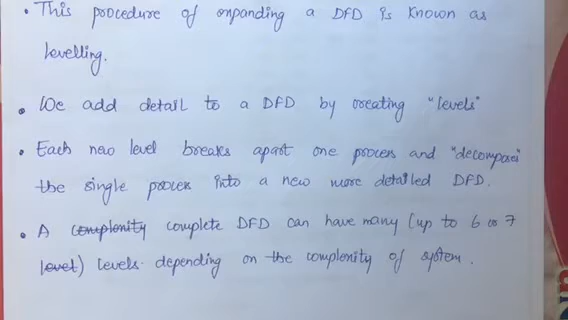 • This procedure of expanding a DFD is known as
levelling.
• We add detail to a DFD by creating "levels"
• Each new level breaks apart one process and "decomposes"
the single process into a new more detailed DFD.
• A complexity complete DFD can have many (up to 6 or 7
level) levels depending on the complexity of system.